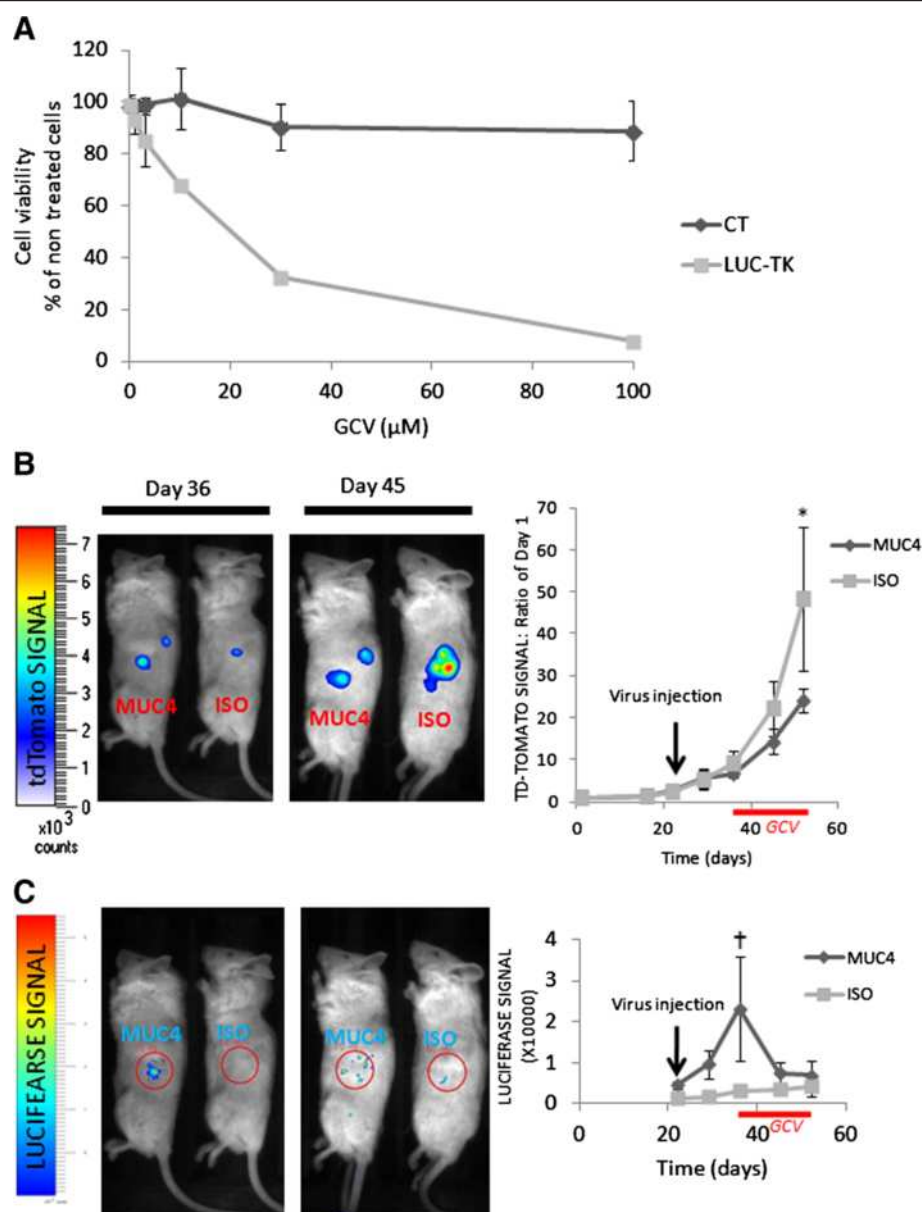 A
120
100
80
60
40
20
0
Cell viability
% of non treated cells
0 20 40 60 80 100
GCV (µM)
CT
LUC-TK
B
Day 36
Day 45
tdTomato SIGNAL
7
6
5
4
3
2
1
0
x10³
counts
MUC4
ISO
MUC4
ISO
TD-TOMATO SIGNAL: Ratio of Day 1
70
60
50
40
30
20
10
0
*
Virus injection
0 20 40 60
GCV
Time (days)
MUC4
ISO
C
LUCIFEARSE SIGNAL
MUC4
ISO
MUC4
ISO
LUCIFERASE SIGNAL
(X10000)
4
3
2
1
0
†
Virus injection
0 20 40 60
GCV
Time (days)
MUC4
ISO